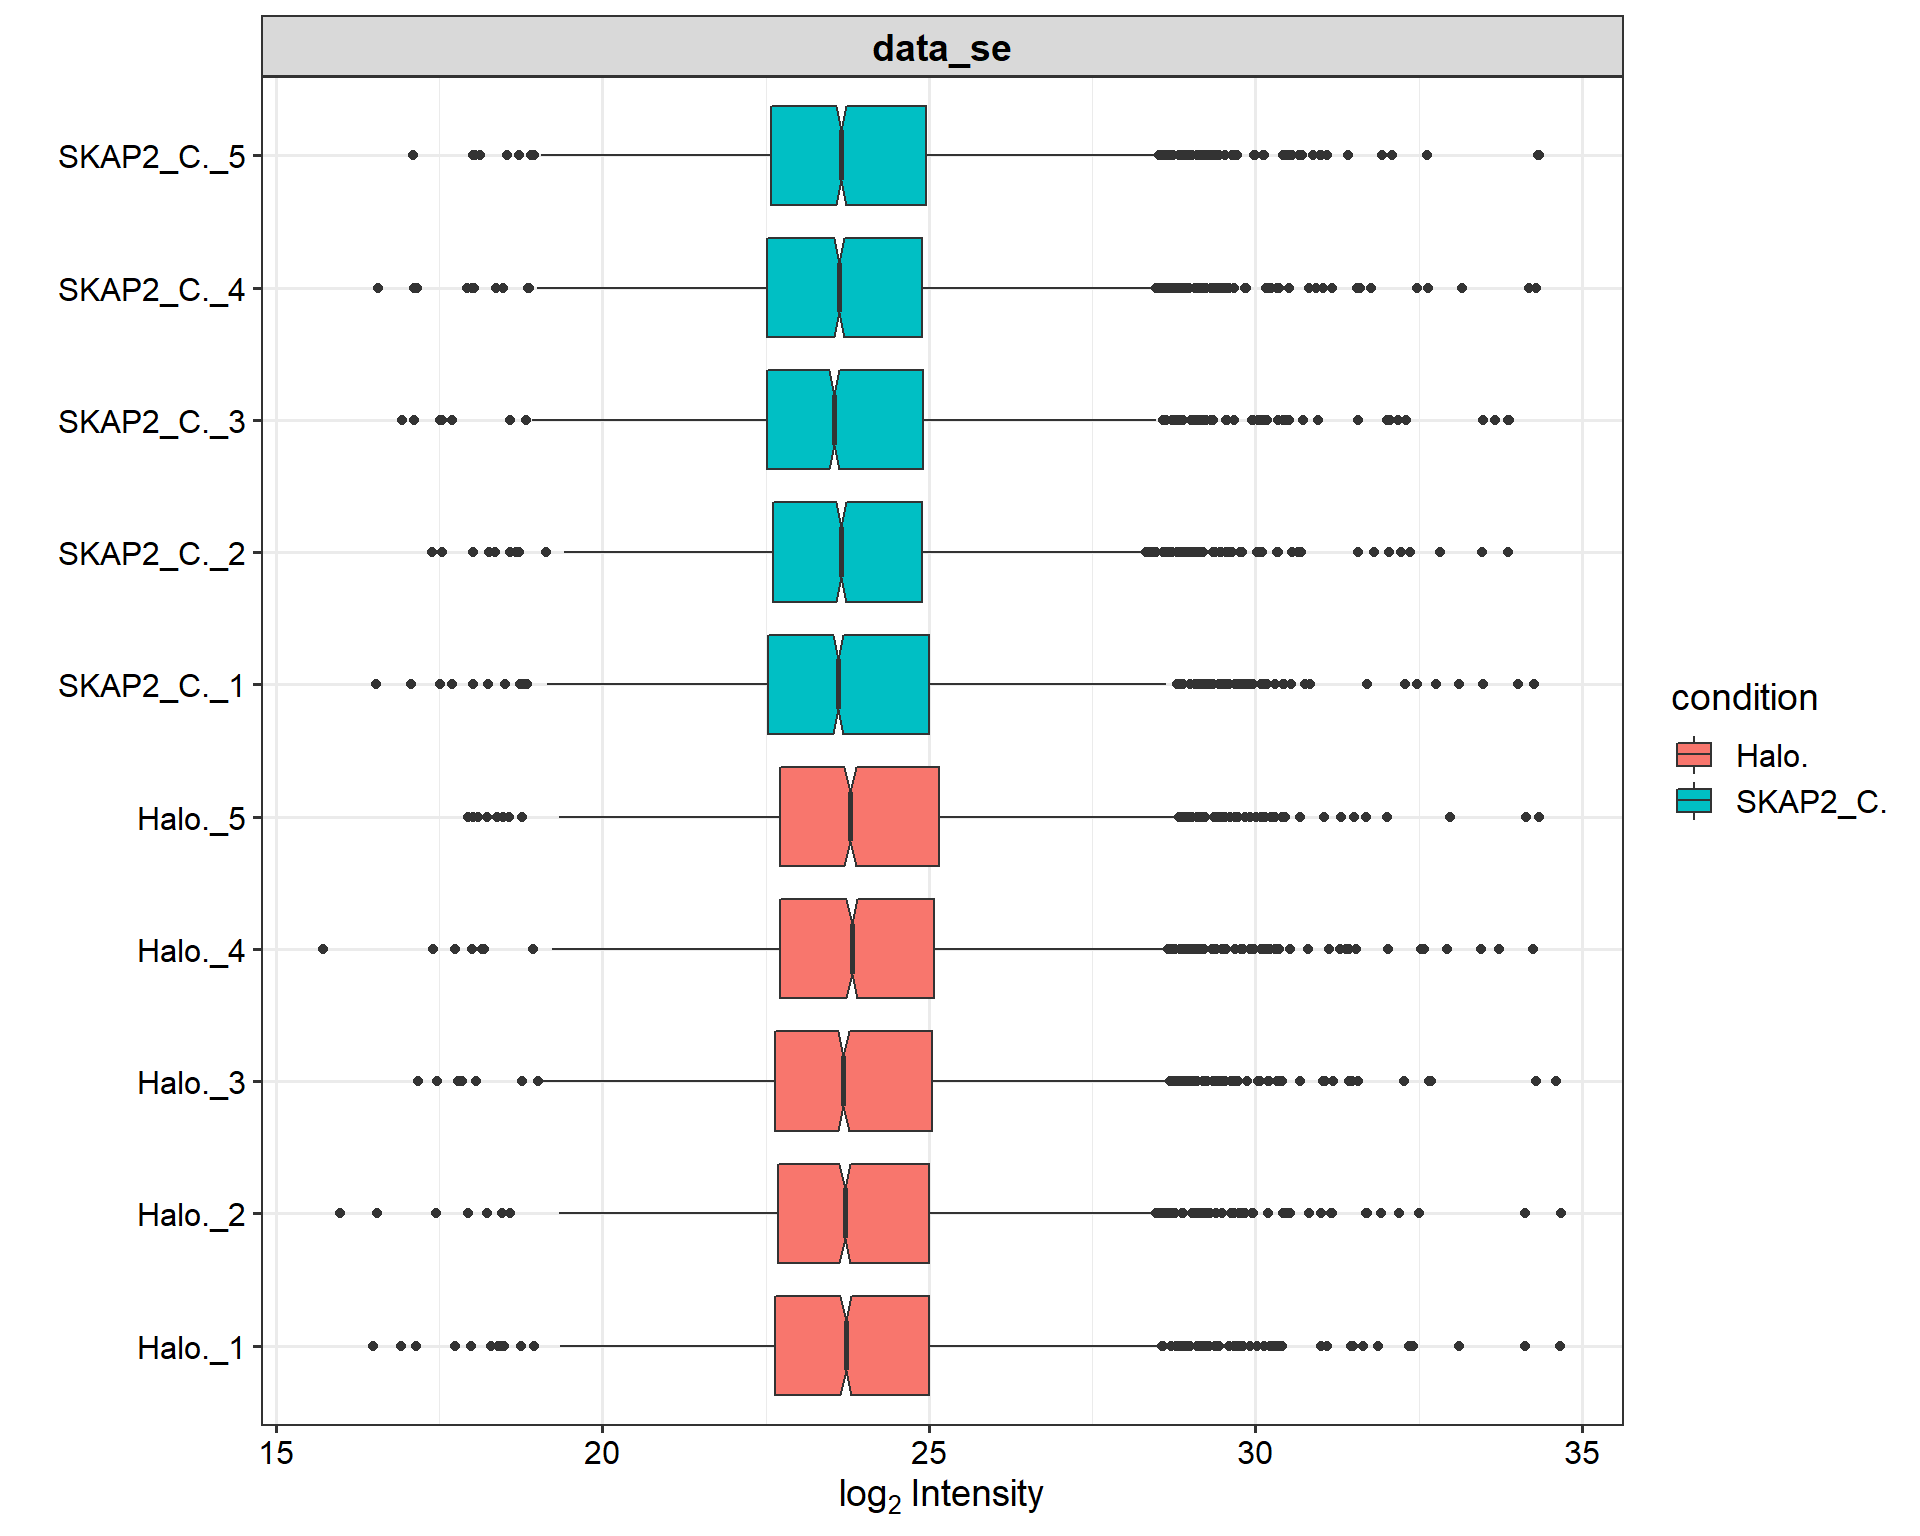 data_se
SKAP2_C._5
SKAP2_C._4
SKAP2_C._3
SKAP2_C._2
SKAP2_C._1
Halo._5
Halo._4
Halo._3
Halo._2
Halo._1
15 20 25 30 35
log2 Intensity
condition
Halo.
SKAP2_C.